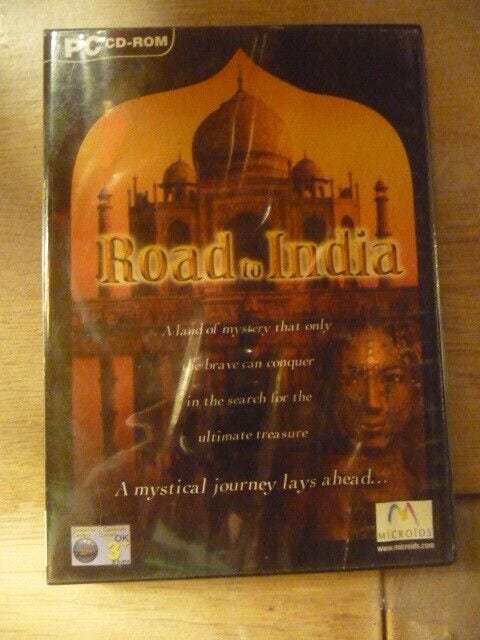 PC CD-ROM
Road to India
A land of mystery that only
the brave can conquer
in the search for the
ultimate treasure
A mystical journey lays ahead...
OK
3+
MICROÏDS
www.microids.com